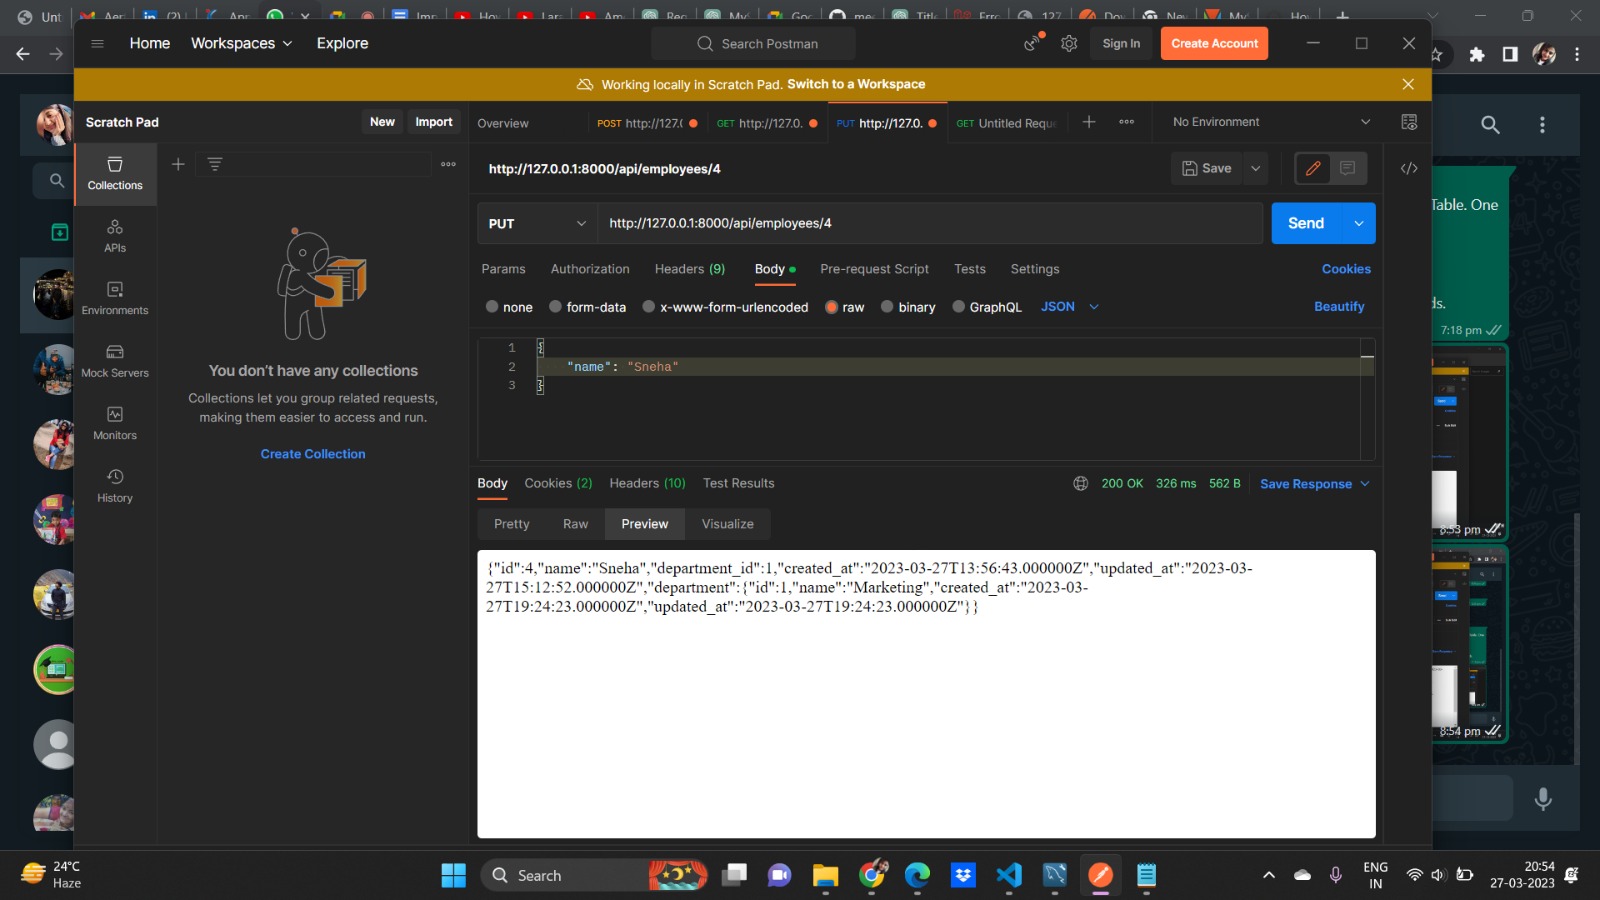 Unt
(2)
Home
Workspaces
Explore
Search Postman
Sign In
Create Account
Working locally in Scratch Pad. Switch to a Workspace
Scratch Pad
New
Import
Overview
POST http://127.(
GET http://127.0.
PUT http://127.0.
GET Untitled Reque
No Environment
Collections
APIs
Environments
Mock Servers
Monitors
History
You don't have any collections
Collections let you group related requests,
making them easier to access and run.
Create Collection
http://127.0.0.1:8000/api/employees/4
Save
PUT
http://127.0.0.1:8000/api/employees/4
Send
Params
Authorization
Headers (9)
Body
Pre-request Script
Tests
Settings
Cookies
none
form-data
x-www-form-urlencoded
raw
binary
GraphQL
JSON
Beautify
1 {
2 "name": "Sneha"
3 }
Body
Cookies (2)
Headers (10)
Test Results
200 OK
326 ms
562 B
Save Response
Pretty
Raw
Preview
Visualize
{"id":4,"name":"Sneha","department_id":1,"created_at":"2023-03-27T13:56:43.000000Z","updated_at":"2023-03-
27T15:12:52.000000Z","department":{"id":1,"name":"Marketing","created_at":"2023-03-
27T19:24:23.000000Z","updated_at":"2023-03-27T19:24:23.000000Z"}}
Table. One
ds.
7:18 pm
8:53 pm
8:54 pm
24°C
Haze
Search
ENG
IN
20:54
27-03-2023